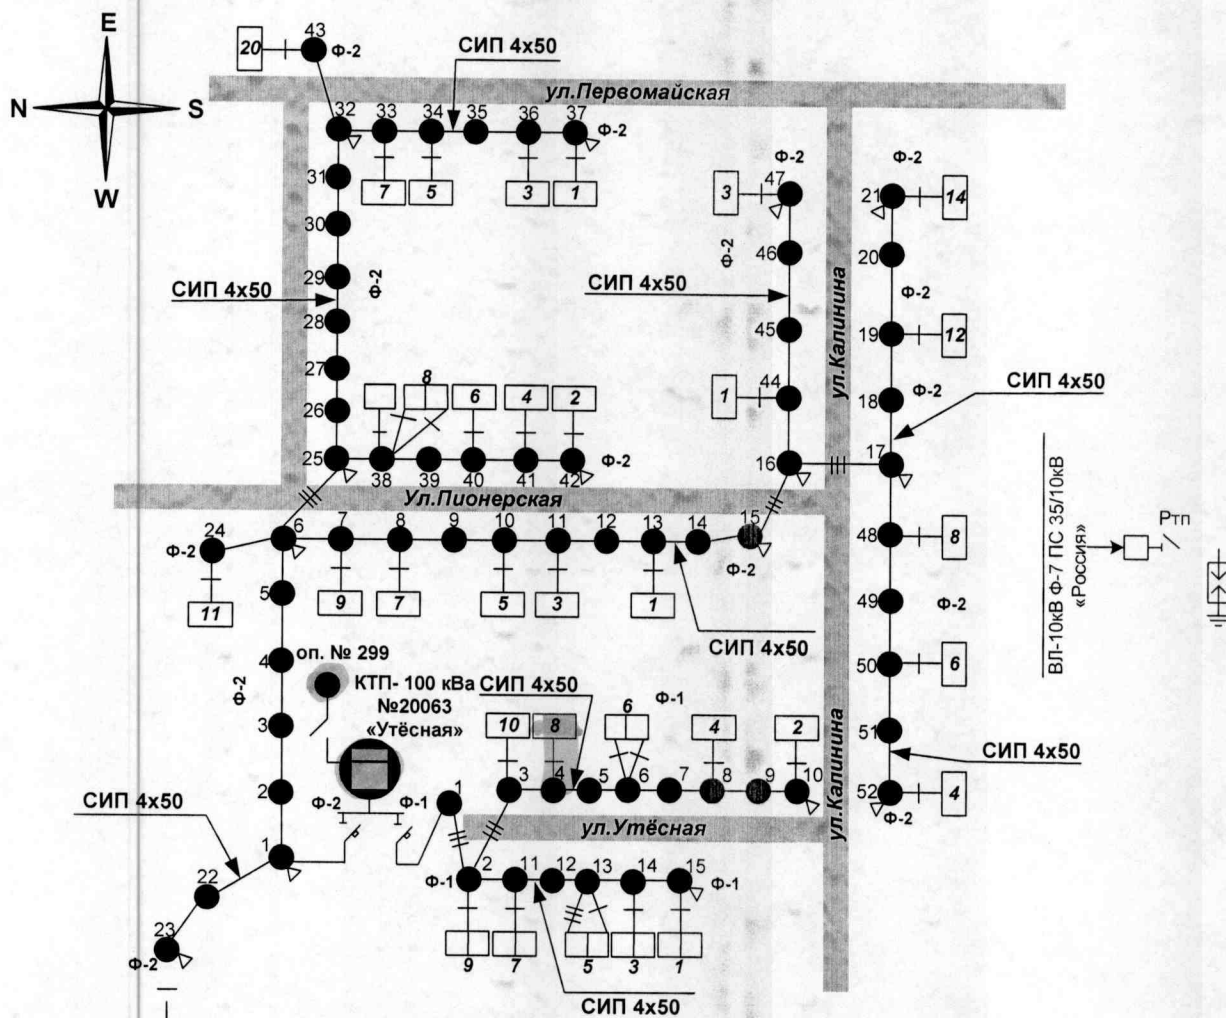 E
43
20
Ф-2
СИП 4х50
ул.Первомайская
N
S
W
32 33 34 35 36 37
Ф-2
7 5 3 1
31
30
29
Ф-2
СИП 4х50
28
27
26
25
8
6
4
2
38 39 40 41 42
Ф-2
Ф-2
47
3
46
Ф-2
СИП 4х50
45
44
1
16
ул.Калинина
Ф-2
21
14
20
Ф-2
19
12
18
Ф-2
СИП 4х50
17
Ул.Пионерская
24
Ф-2
11
6 7 8 9 10 11 12 13 14 15
Ф-2
9 7 5 3 1
СИП 4х50
48
8
49
Ф-2
50
6
51
СИП 4х50
52
4
Ф-2
ВЛ-10кВ Ф-7 ПС 35/10кВ
«Россия»
Ртп
5
4
Ф-2
3
2
1
оп. № 299
КТП- 100 кВа
№20063
«Утёсная»
Ф-2
Ф-1
СИП 4х50
Ф-1
10
8
6
4
2
1
3 4 5 6 7 8 9 10
ул.Калинина
ул.Утёсная
СИП 4х50
22
23
Ф-2
Ф-1
2 11 12 13 14 15
Ф-1
9 7 5 3 1
СИП 4х50